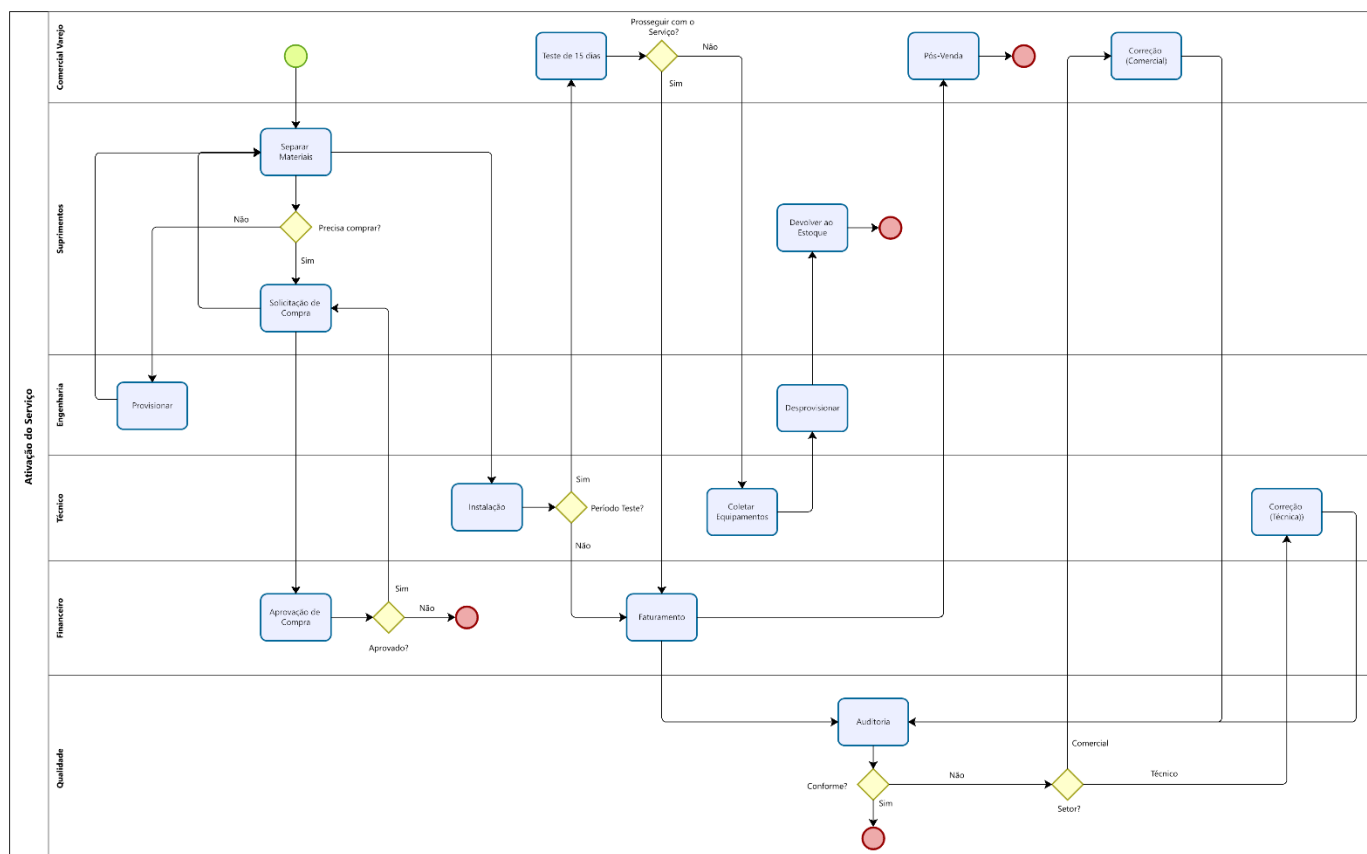 Ativação do Serviço
Comercial Varejo
Prosseguir com o
Serviço?
Teste de 15 dias
Não
Sim
Pós-Venda
Correção
(Comercial)
Suprimentos
Separar
Materiais
Não
Precisa comprar?
Sim
Solicitação de
Compra
Devolver ao
Estoque
Engenharia
Provisionar
Desprovisionar
Técnico
Instalação
Sim
Período Teste?
Não
Coletar
Equipamentos
Correção
(Técnica))
Financeiro
Aprovação de
Compra
Sim
Não
Aprovado?
Faturamento
Qualidade
Auditoria
Conforme?
Não
Sim
Comercial
Técnico
Setor?